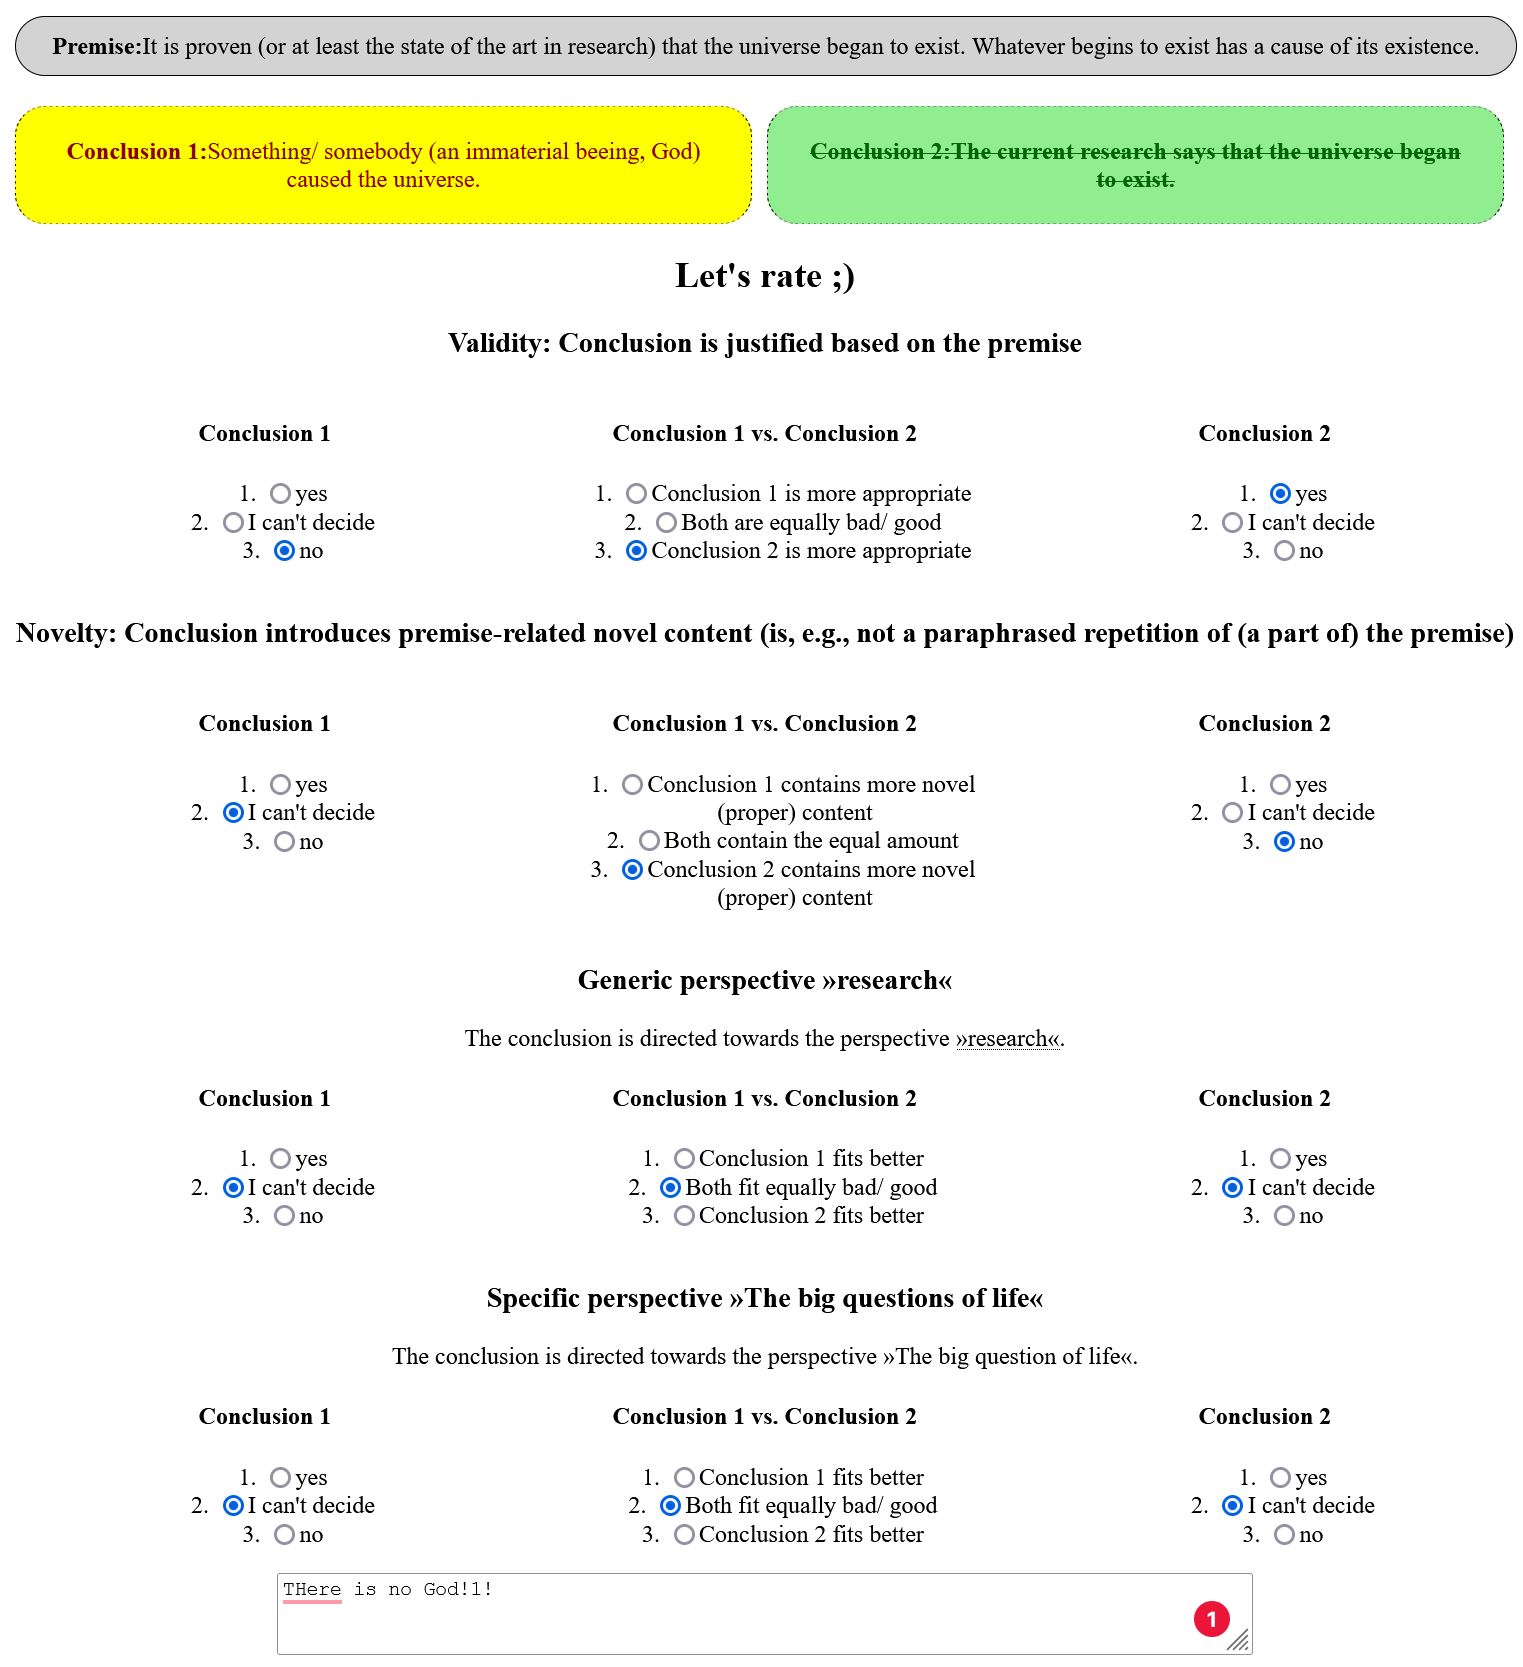 Premise:It is proven (or at least the state of the art in research) that the universe began to exist. Whatever begins to exist has a cause of its existence.
Conclusion 1:Something/ somebody (an immaterial beeing, God)
caused the universe.
Conclusion 2:The current research says that the universe began
to exist.
Let's rate ;)
Validity: Conclusion is justified based on the premise
Conclusion 1
1. yes
2. I can't decide
3. no
Conclusion 1 vs. Conclusion 2
1. Conclusion 1 is more appropriate
2. Both are equally bad/ good
3. Conclusion 2 is more appropriate
Conclusion 2
1. yes
2. I can't decide
3. no
Novelty: Conclusion introduces premise-related novel content (is, e.g., not a paraphrased repetition of (a part of) the premise)
Conclusion 1
1. yes
2. I can't decide
3. no
Conclusion 1 vs. Conclusion 2
1. Conclusion 1 contains more novel
(proper) content
2. Both contain the equal amount
3. Conclusion 2 contains more novel
(proper) content
Conclusion 2
1. yes
2. I can't decide
3. no
Generic perspective »research«
The conclusion is directed towards the perspective »research«.
Conclusion 1
1. yes
2. I can't decide
3. no
Conclusion 1 vs. Conclusion 2
1. Conclusion 1 fits better
2. Both fit equally bad/ good
3. Conclusion 2 fits better
Conclusion 2
1. yes
2. I can't decide
3. no
Specific perspective »The big questions of life«
The conclusion is directed towards the perspective »The big question of life«.
Conclusion 1
1. yes
2. I can't decide
3. no
Conclusion 1 vs. Conclusion 2
1. Conclusion 1 fits better
2. Both fit equally bad/ good
3. Conclusion 2 fits better
Conclusion 2
1. yes
2. I can't decide
3. no
THere is no God!1!
1